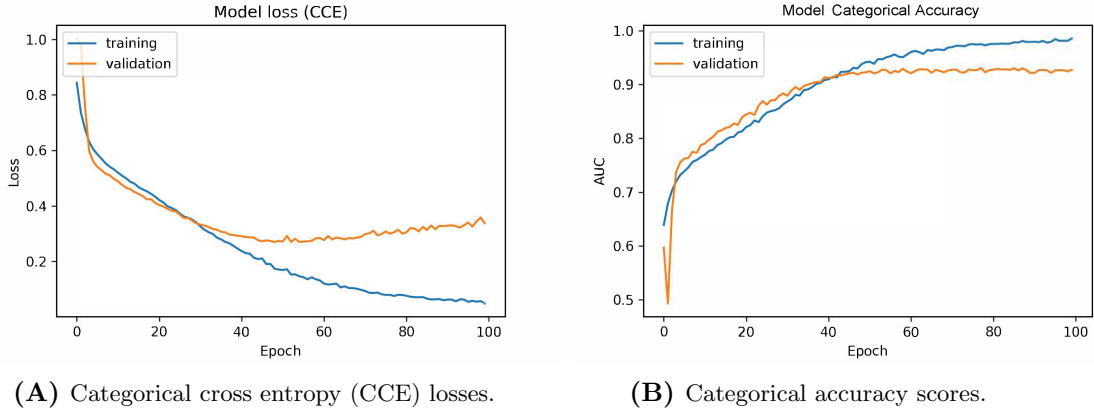 Model loss (CCE)
1.0
0.8
0.6
0.4
0.2
Loss
training
validation
0
20
40
60
80
100
Epoch
(A) Categorical cross entropy (CCE) losses.
Model Categorical Accuracy
1.0
0.9
0.8
0.7
0.6
0.5
AUC
training
validation
0
20
40
60
80
100
Epoch
(B) Categorical accuracy scores.